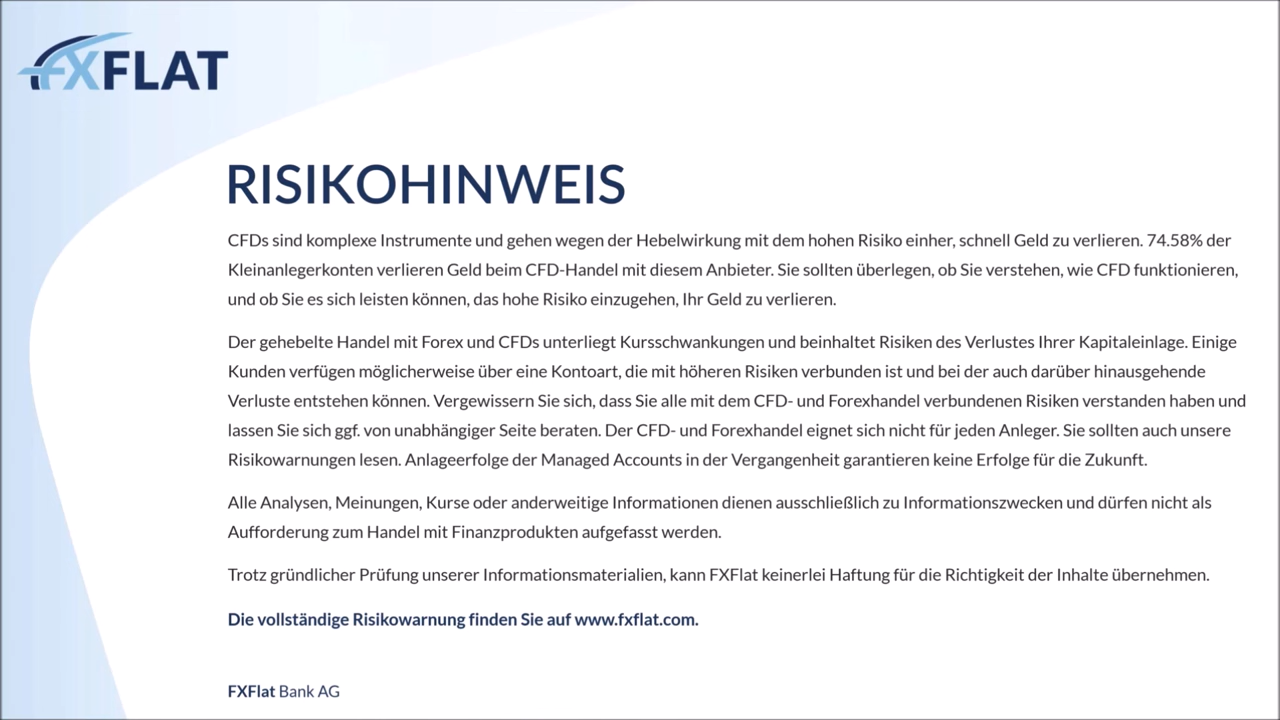 FXFLAT
RISIKOHINWEIS
CFDs sind komplexe Instrumente und gehen wegen der Hebelwirkung mit dem hohen Risiko einher, schnell Geld zu verlieren. 74.58% der
Kleinanlegerkonten verlieren Geld beim CFD-Handel mit diesem Anbieter. Sie sollten überlegen, ob Sie verstehen, wie CFD funktionieren,
und ob Sie es sich leisten können, das hohe Risiko einzugehen, Ihr Geld zu verlieren.
Der gehebelte Handel mit Forex und CFDs unterliegt Kursschwankungen und beinhaltet Risiken des Verlustes Ihrer Kapitaleinlage. Einige
Kunden verfügen möglicherweise über eine Kontoart, die mit höheren Risiken verbunden ist und bei der auch darüber hinausgehende
Verluste entstehen können. Vergewissern Sie sich, dass Sie alle mit dem CFD- und Forexhandel verbundenen Risiken verstanden haben und
lassen Sie sich ggf. von unabhängiger Seite beraten. Der CFD- und Forexhandel eignet sich nicht für jeden Anleger. Sie sollten auch unsere
Risikowarnungen lesen. Anlageerfolge der Managed Accounts in der Vergangenheit garantieren keine Erfolge für die Zukunft.
Alle Analysen, Meinungen, Kurse oder anderweitige Informationen dienen ausschließlich zu Informationszwecken und dürfen nicht als
Aufforderung zum Handel mit Finanzprodukten aufgefasst werden.
Trotz gründlicher Prüfung unserer Informationsmaterialien, kann FXFlat keinerlei Haftung für die Richtigkeit der Inhalte übernehmen.
Die vollständige Risikowarnung finden Sie auf www.fxflat.com.
FXFlat Bank AG